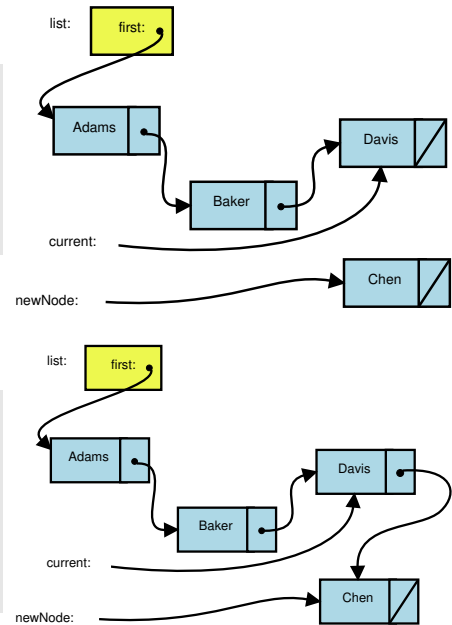 list:
first:
Adams
Davis
Baker
current:
Chen
newNode:
list:
first:
Adams
Davis
Baker
current:
Chen
newNode: